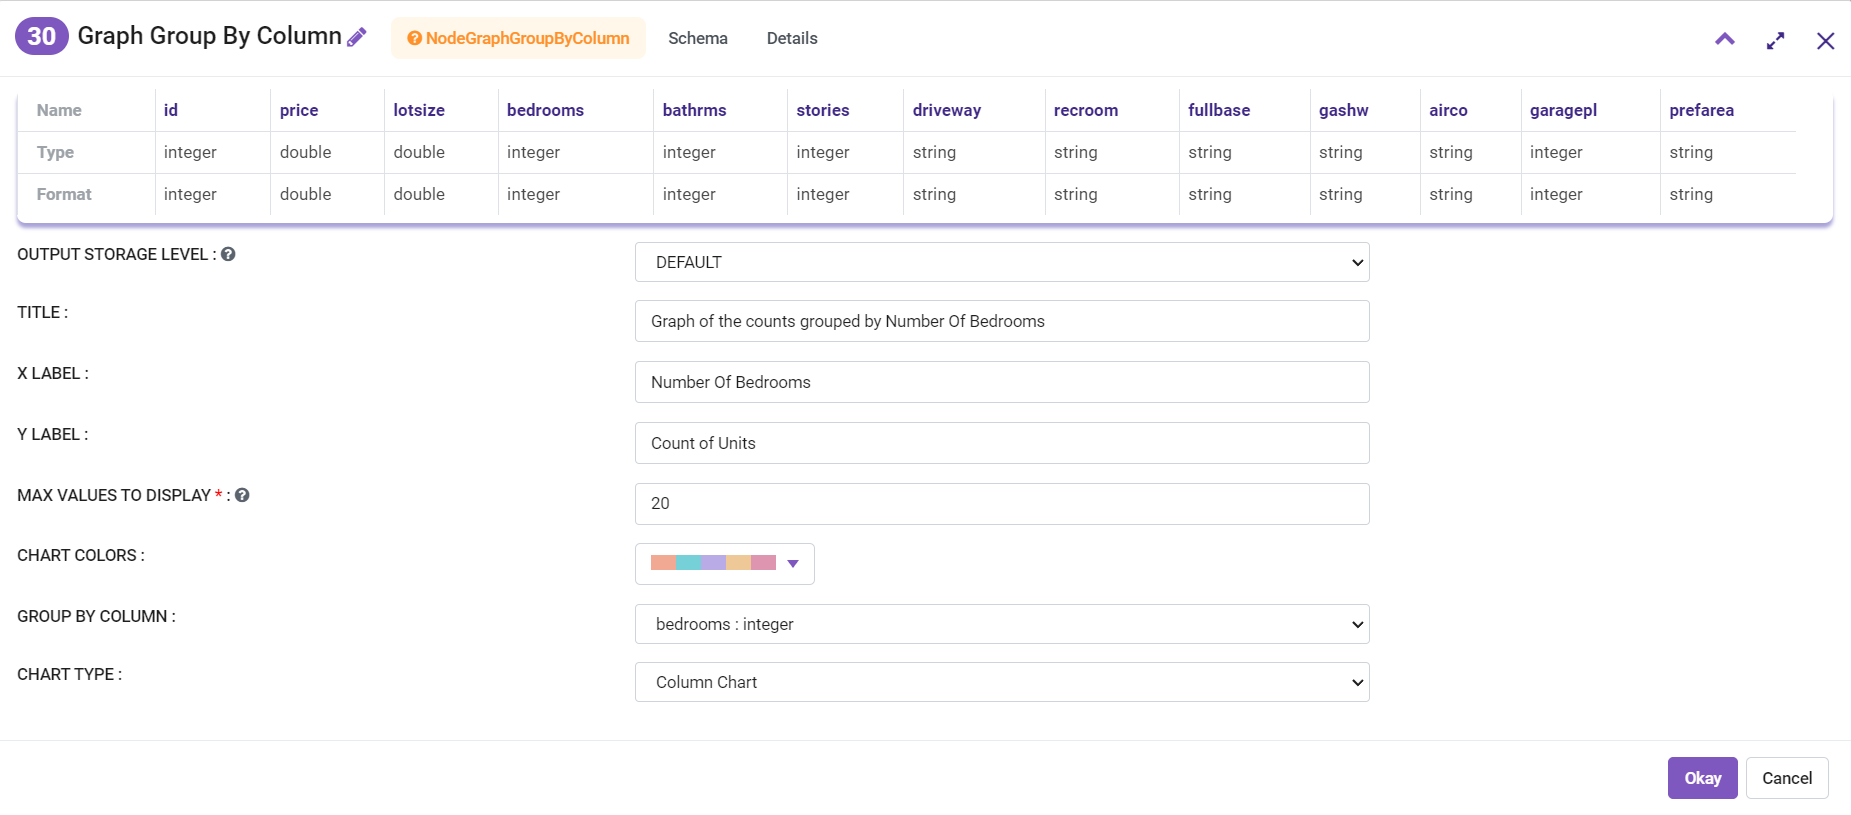 30 Graph Group By Column NodeGraphGroupByColumn Schema Details
Name id price lotsize bedrooms bathrms stories driveway recroom fullbase gashw airco garagepl prefarea
Type integer double double integer integer integer string string string string string integer string
Format integer double double integer integer integer string string string string string integer string
OUTPUT STORAGE LEVEL : DEFAULT
TITLE : Graph of the counts grouped by Number Of Bedrooms
X LABEL : Number Of Bedrooms
Y LABEL : Count of Units
MAX VALUES TO DISPLAY * : 20
CHART COLORS :
GROUP BY COLUMN : bedrooms : integer
CHART TYPE : Column Chart
Okay Cancel